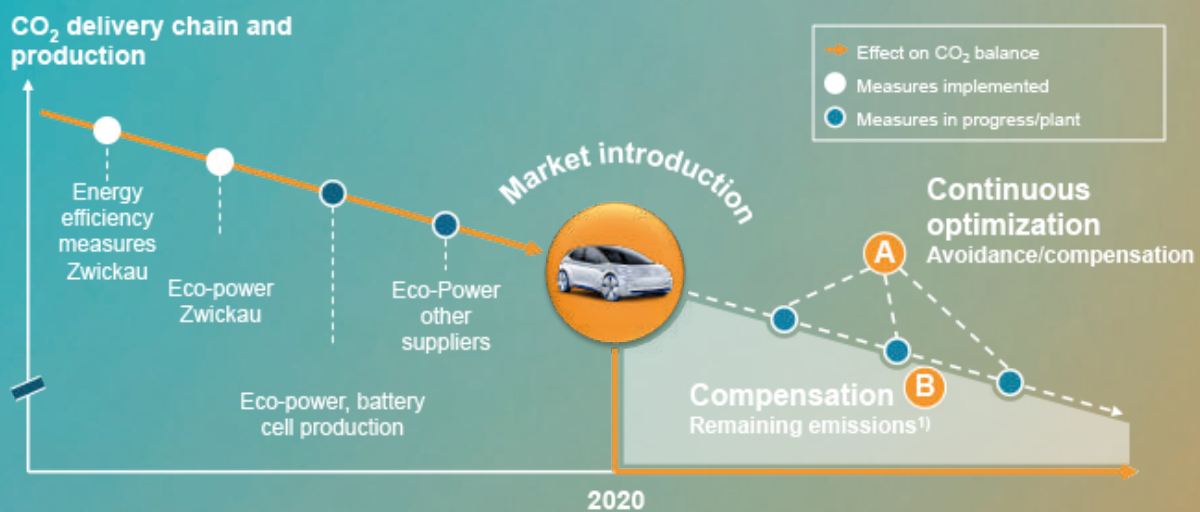 CO₂ delivery chain and
production
Effect on CO₂ balance
Measures implemented
Measures in progress/plant
Market introduction
Energy
efficiency
measures
Zwickau
Eco-power
Zwickau
Eco-power, battery
cell production
Eco-Power
other
suppliers
Continuous
optimization
Avoidance/compensation
A
Compensation
B
Remaining emissions¹⁾
2020